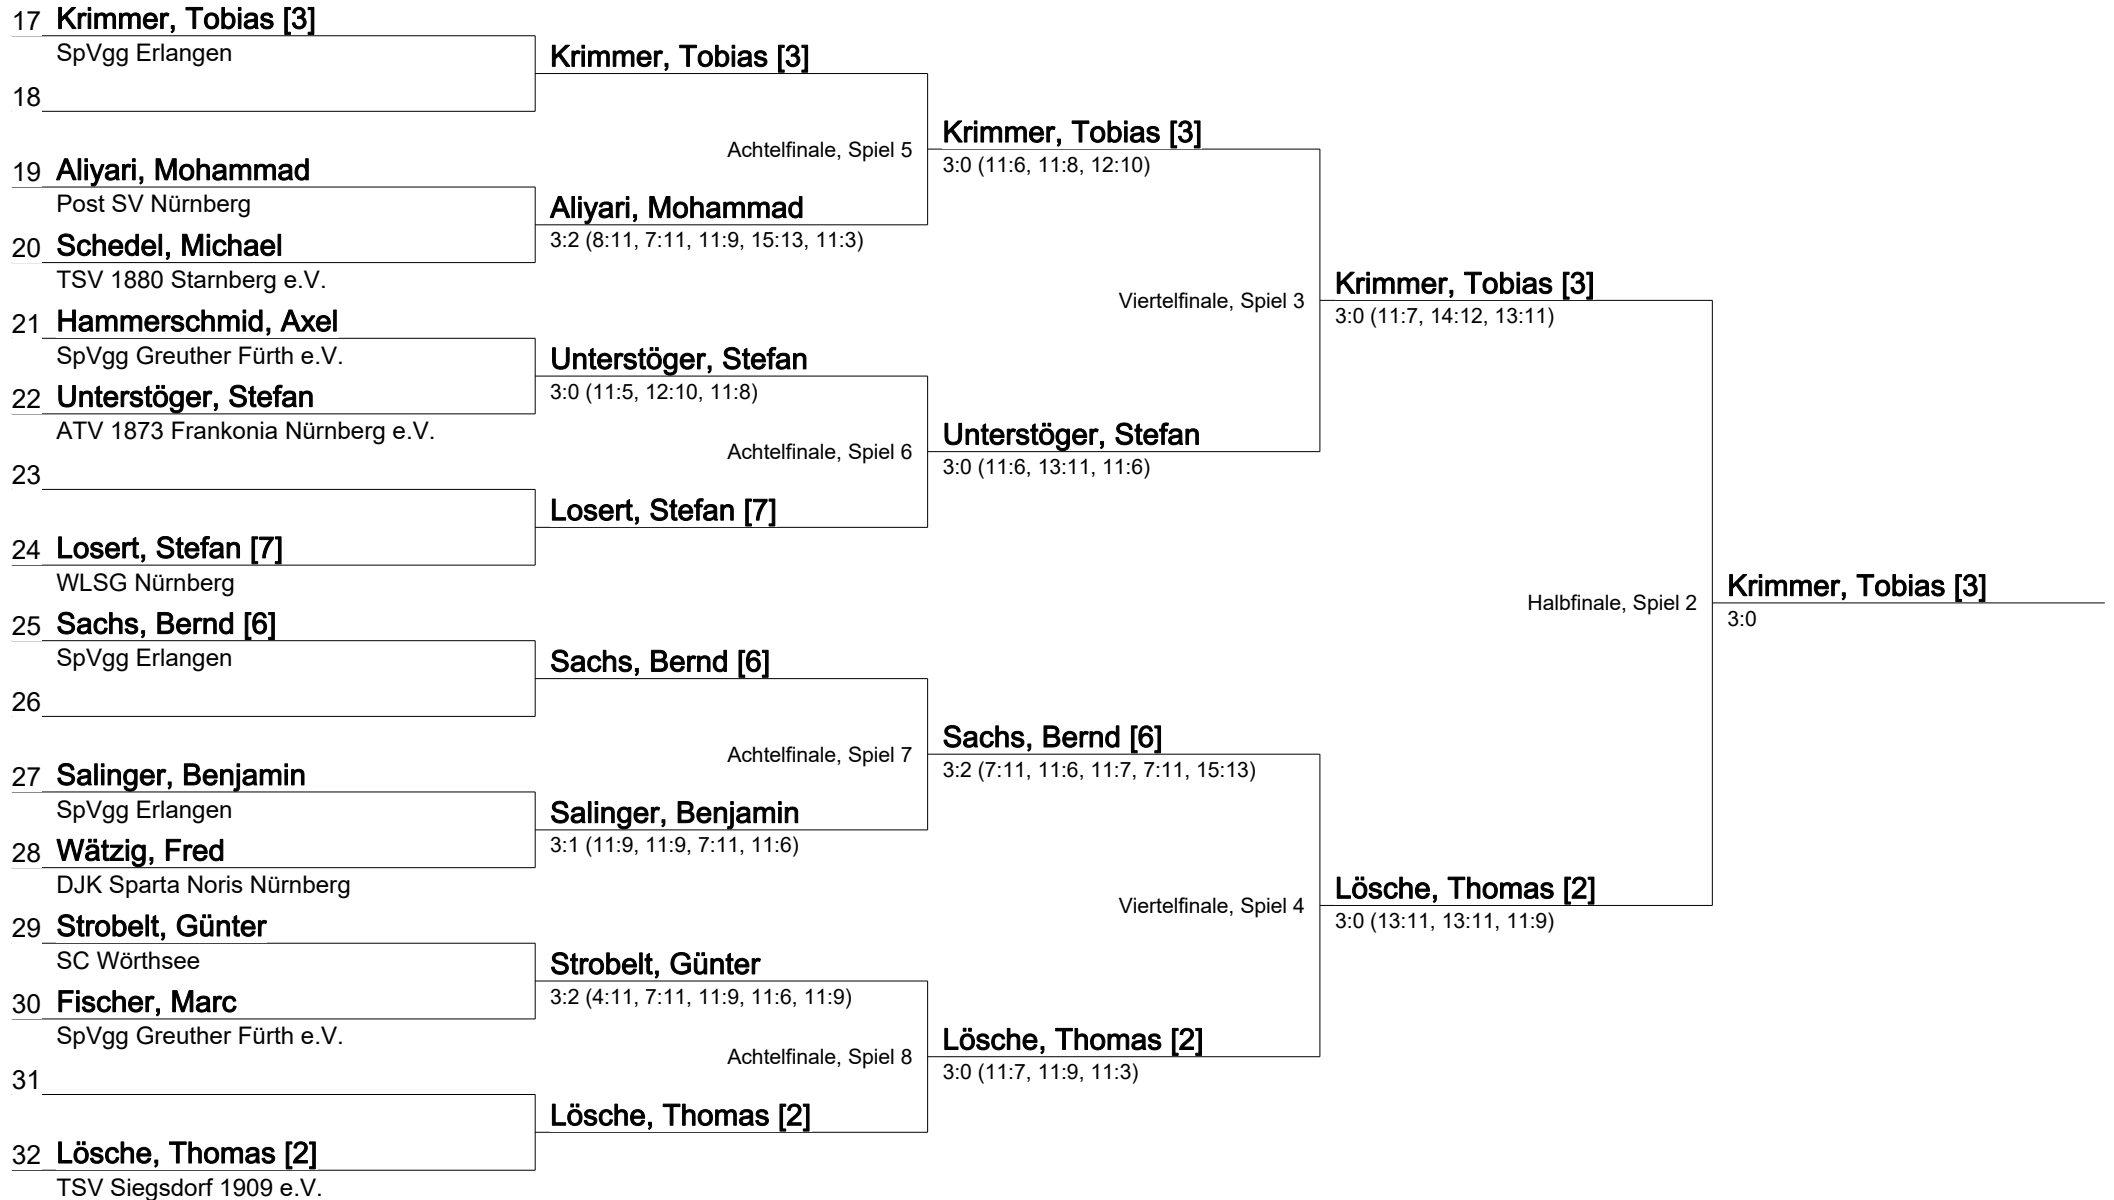 17 Krimmer, Tobias [3]
SpVgg Erlangen
Krimmer, Tobias [3]
18
Krimmer, Tobias [3]
Achtelfinale, Spiel 5
3:0 (11:6, 11:8, 12:10)
19 Aliyari, Mohammad
Post SV Nürnberg
Aliyari, Mohammad
3:2 (8:11, 7:11, 11:9, 15:13, 11:3)
20 Schedel, Michael
TSV 1880 Starnberg e.V.
Krimmer, Tobias [3]
Viertelfinale, Spiel 3
3:0 (11:7, 14:12, 13:11)
21 Hammerschmid, Axel
SpVgg Greuther Fürth e.V.
Unterstöger, Stefan
3:0 (11:5, 12:10, 11:8)
22 Unterstöger, Stefan
ATV 1873 Frankonia Nürnberg e.V.
Unterstöger, Stefan
Achtelfinale, Spiel 6
3:0 (11:6, 13:11, 11:6)
23
Losert, Stefan [7]
24 Losert, Stefan [7]
WLSG Nürnberg
Krimmer, Tobias [3]
Halbfinale, Spiel 2
3:0
25 Sachs, Bernd [6]
SpVgg Erlangen
Sachs, Bernd [6]
26
Sachs, Bernd [6]
Achtelfinale, Spiel 7
3:2 (7:11, 11:6, 11:7, 7:11, 15:13)
27 Salinger, Benjamin
SpVgg Erlangen
Salinger, Benjamin
3:1 (11:9, 11:9, 7:11, 11:6)
28 Wätzig, Fred
DJK Sparta Noris Nürnberg
Lösche, Thomas [2]
Viertelfinale, Spiel 4
3:0 (13:11, 13:11, 11:9)
29 Strobelt, Günter
SC Wörthsee
Strobelt, Günter
3:2 (4:11, 7:11, 11:9, 11:6, 11:9)
30 Fischer, Marc
SpVgg Greuther Fürth e.V.
Lösche, Thomas [2]
Achtelfinale, Spiel 8
3:0 (11:7, 11:9, 11:3)
31
Lösche, Thomas [2]
32 Lösche, Thomas [2]
TSV Siegsdorf 1909 e.V.